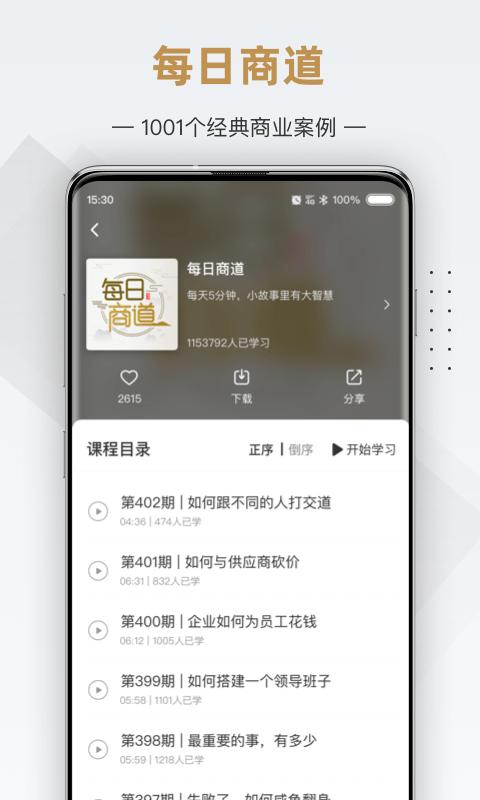 每日商道
— 1001个经典商业案例 —
15:30
4G 100%
每日商道
每日
商道
每天5分钟，小故事里有大智慧
1153792人已学习
2615
下载
分享
课程目录
正序 | 倒序
开始学习
第402期 | 如何跟不同的人打交道
04:36 | 474人已学
第401期 | 如何与供应商砍价
06:31 | 832人已学
第400期 | 企业如何为员工花钱
06:12 | 1005人已学
第399期 | 如何搭建一个领导班子
05:58 | 1101人已学
第398期 | 最重要的事，有多少
05:59 | 1218人已学
第397期 | 失败了，如何咸鱼翻身